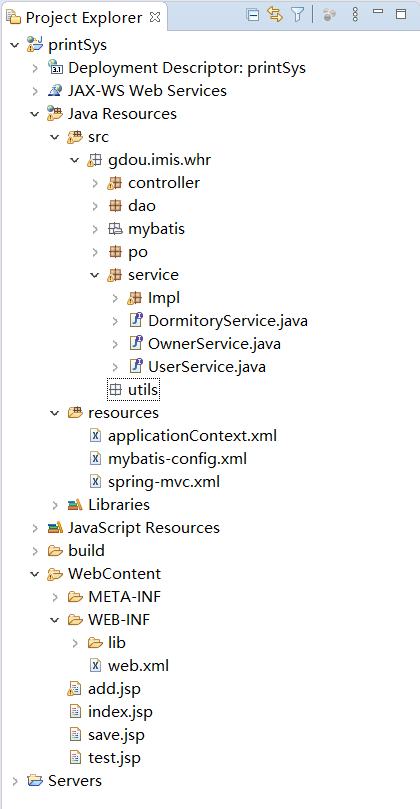 Project Explorer
printSys
Deployment Descriptor: printSys
JAX-WS Web Services
Java Resources
src
gdou.imis.whr
controller
dao
mybatis
po
service
Impl
DormitoryService.java
OwnerService.java
UserService.java
utils
resources
applicationContext.xml
mybatis-config.xml
spring-mvc.xml
Libraries
JavaScript Resources
build
WebContent
META-INF
WEB-INF
lib
web.xml
add.jsp
index.jsp
save.jsp
test.jsp
Servers